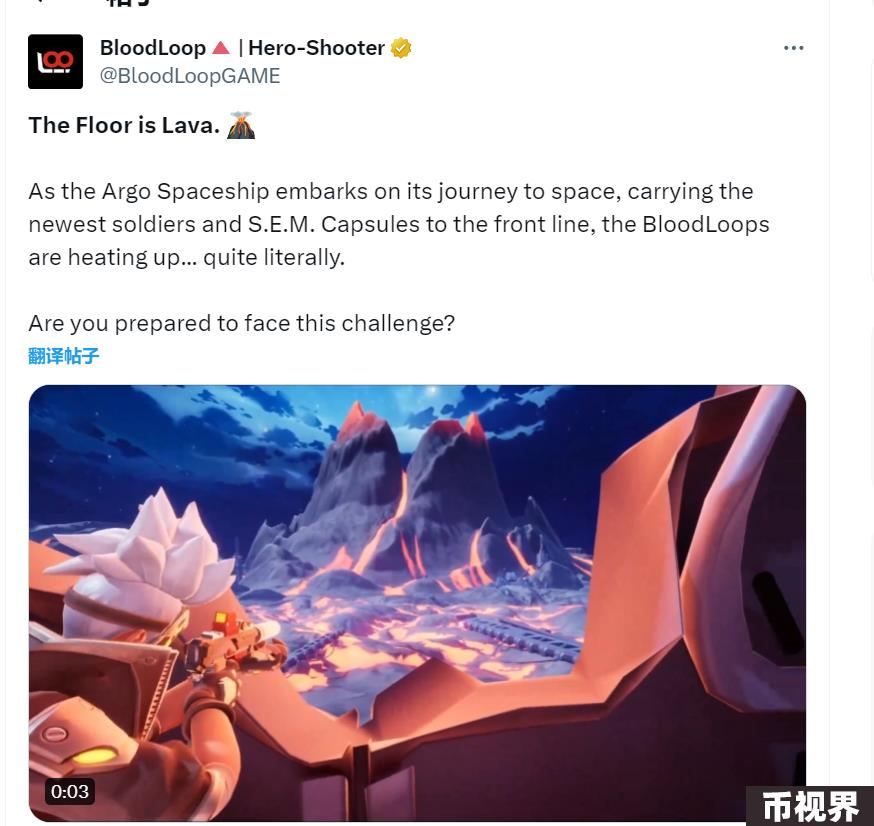 BloodLoop🔺 | Hero-Shooter
@BloodLoopGAME
The Floor is Lava. 🌋
As the Argo Spaceship embarks on its journey to space, carrying the
newest soldiers and S.E.M. Capsules to the front line, the BloodLoops
are heating up... quite literally.
Are you prepared to face this challenge?
翻译帖子
0:03
币视界